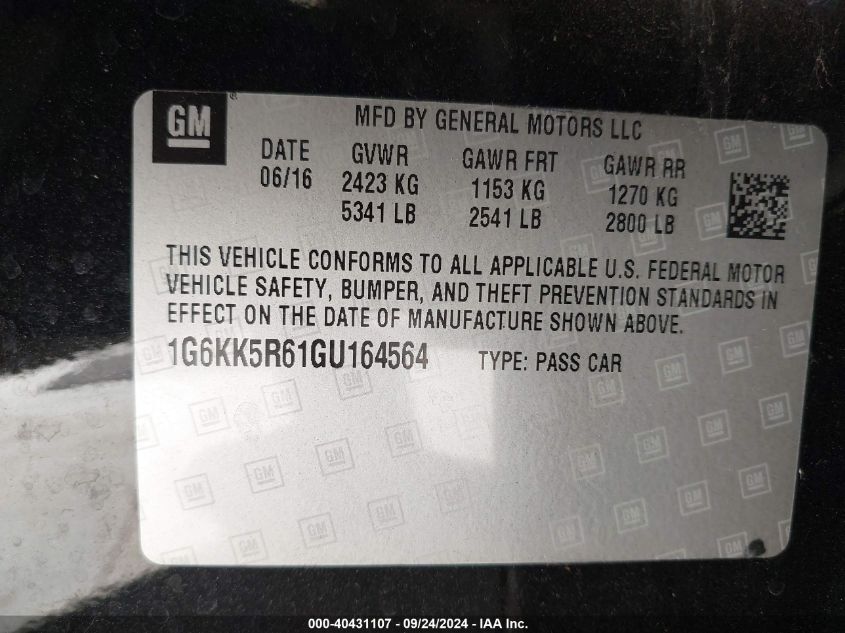 GM
MFD BY GENERAL MOTORS LLC
DATE GVWR GAWR FRT GAWR RR
06/16 2423 KG 1153 KG 1270 KG
5341 LB 2541 LB 2800 LB
THIS VEHICLE CONFORMS TO ALL APPLICABLE U.S. FEDERAL MOTOR
VEHICLE SAFETY, BUMPER, AND THEFT PREVENTION STANDARDS IN
EFFECT ON THE DATE OF MANUFACTURE SHOWN ABOVE.
1G6KK5R61GU164564 TYPE: PASS CAR
000-40431107 - 09/24/2024 - IAA Inc.